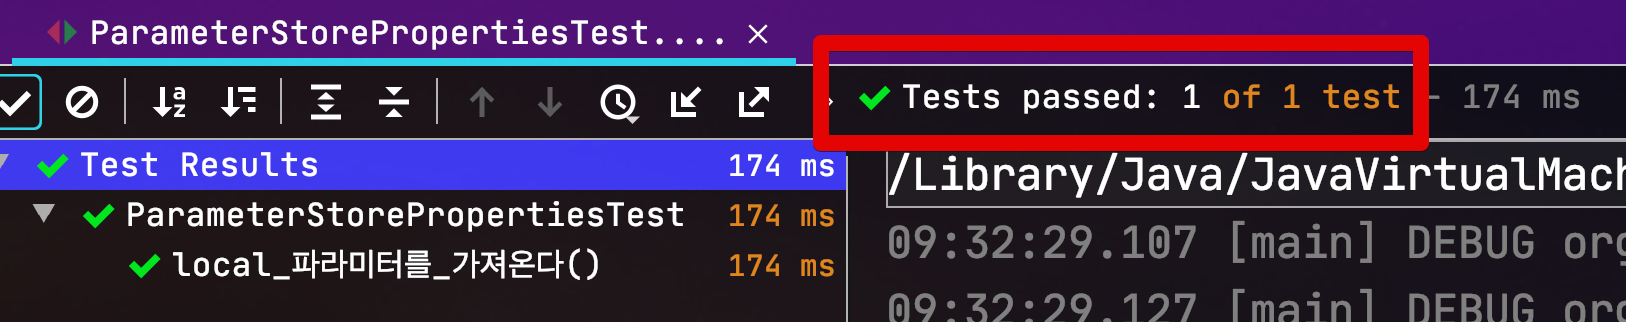 ParameterStorePropertiesTest....
Tests passed: 1 of 1 test – 174 ms
Test Results 174 ms
/Library/Java/JavaVirtualMach
ParameterStorePropertiesTest 174 ms
09:32:29.107 [main] DEBUG org
local_파라미터를_가져온다() 174 ms
09:32:29.127 [main] DEBUG org